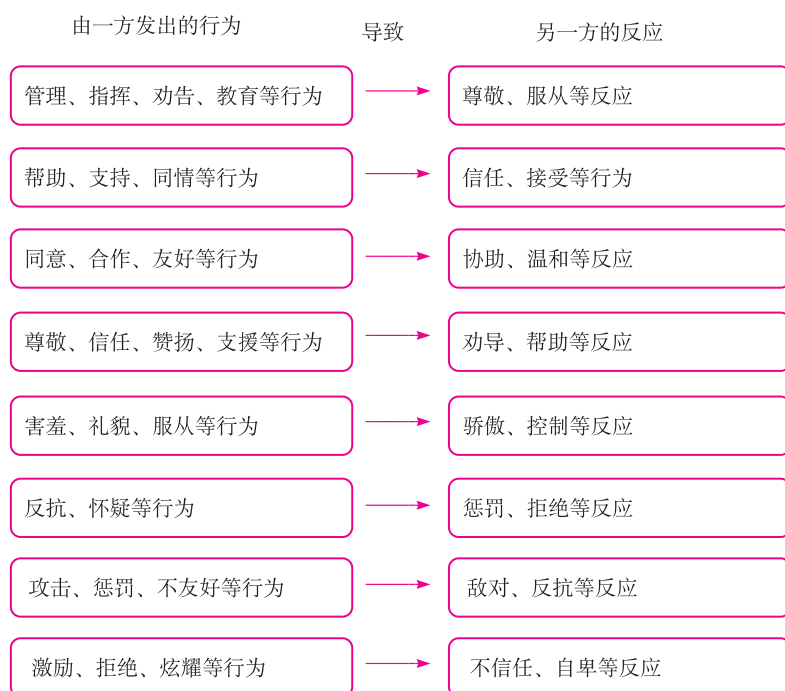 由一方发出的行为 导致 另一方的反应
管理、指挥、劝告、教育等行为 尊敬、服从等反应
帮助、支持、同情等行为 信任、接受等行为
同意、合作、友好等行为 协助、温和等反应
尊敬、信任、赞扬、支援等行为 劝导、帮助等反应
害羞、礼貌、服从等行为 骄傲、控制等反应
反抗、怀疑等行为 惩罚、拒绝等反应
攻击、惩罚、不友好等行为 敌对、反抗等反应
激励、拒绝、炫耀等行为 不信任、自卑等反应